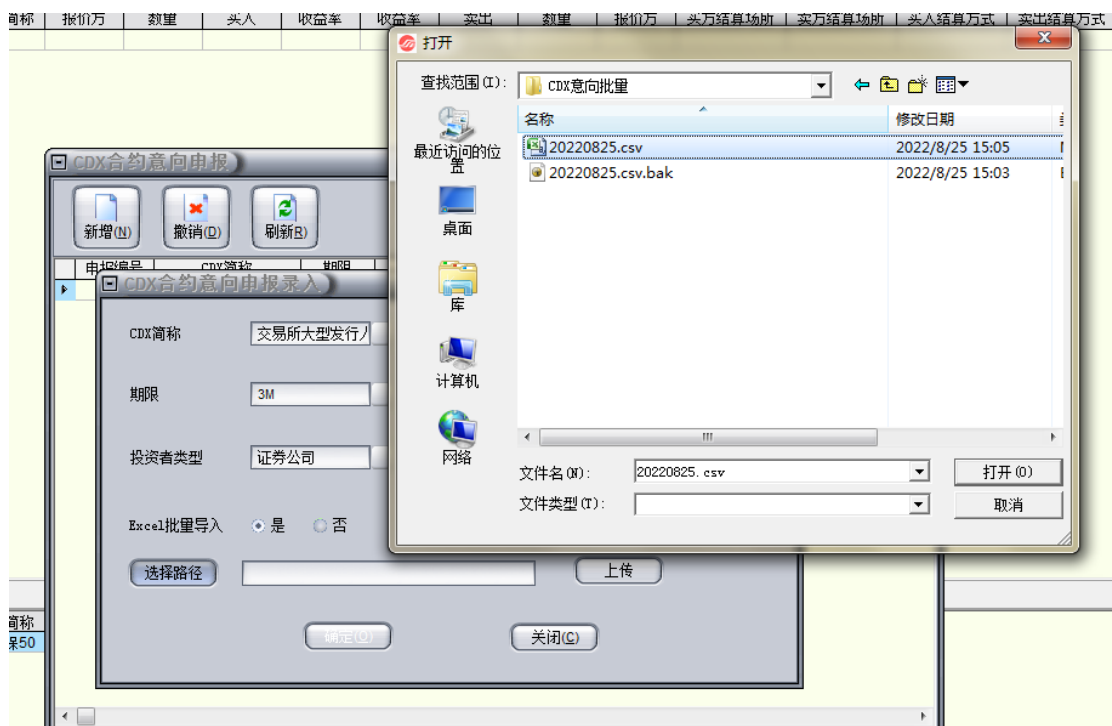 简称 报价方 数量 买入 收益率 收益率 卖出 数量 报价方 买方结算场所 卖方结算场所 买入结算方式 卖出结算方式
打开
查找范围(I): CDX意向批量
名称 修改日期
最近访问的位置
20220825.csv 2022/8/25 15:05
20220825.csv.bak 2022/8/25 15:03
桌面
库
计算机
网络
文件名(N): 20220825.csv 打开(O)
文件类型(T): 取消
CDX合约意向申报
新增(N) 撤销(D) 刷新(R)
申报编号 CDX简称 期限
CDX合约意向申报录入
CDX简称 交易所大型发行人
期限 3M
投资者类型 证券公司
Excel批量导入 是 否
选择路径 上传
确定(O) 关闭(C)
简称
保50